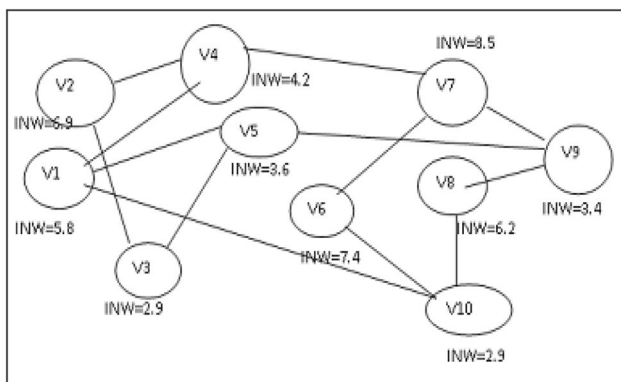 INW=8.5
V4
V2
V7
INW=4.2
INW=6.9
V5
V9
V1
INW=3.6
V8
V6
INW=3.4
INW=5.8
INW=6.2
INW=7.4
V3
INW=2.9
V10
INW=2.9